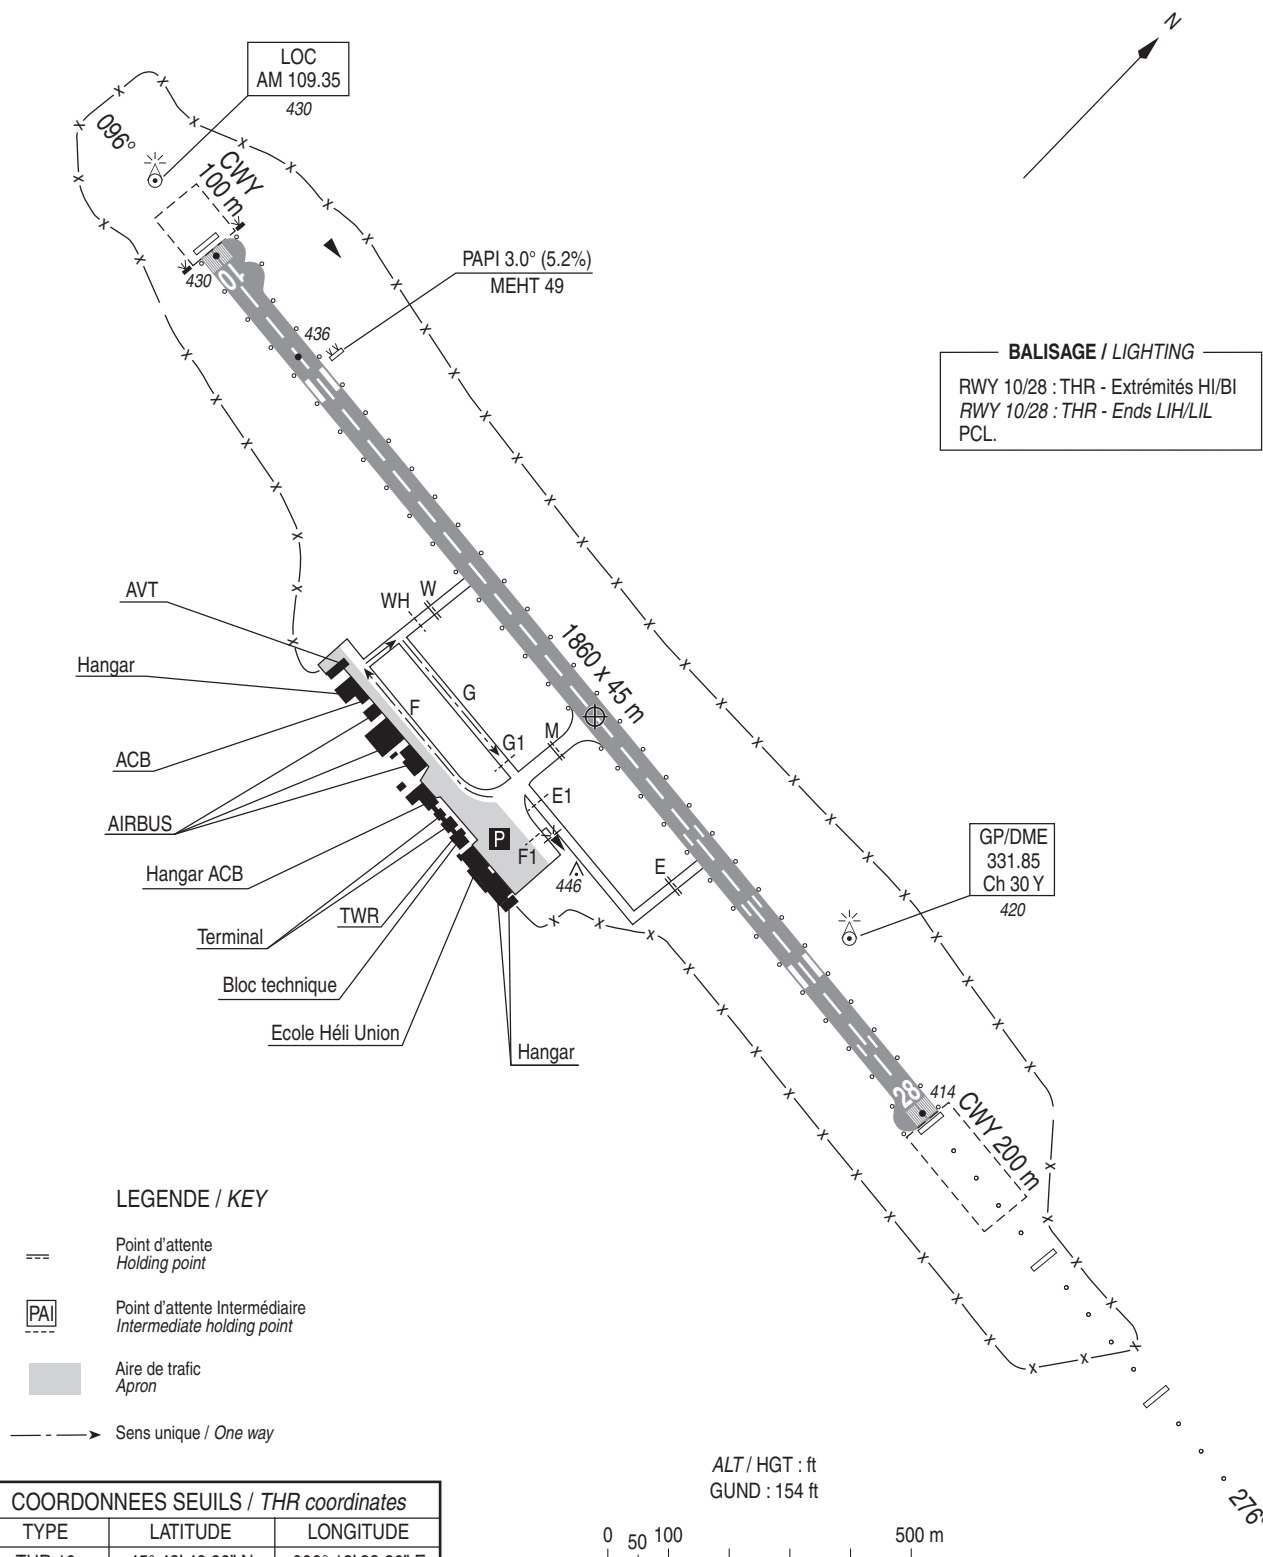 N
LOC
AM 109.35
430
096°
CWY
100 m
430
10
436
PAPI 3.0° (5.2%)
MEHT 49
BALISAGE / LIGHTING
RWY 10/28 : THR - Extrémités HI/BI
RWY 10/28 : THR - Ends LIH/LIL
PCL.
AVT
WH
W
Hangar
1860 x 45 m
G
F
M
G1
ACB
E1
AIRBUS
P
F1
GP/DME
331.85
Ch 30 Y
420
E
Hangar ACB
446
TWR
Terminal
Bloc technique
Ecole Héli Union
Hangar
28
414
CWY 200 m
LEGENDE / KEY
Point d'attente
Holding point
PAI
Point d'attente Intermédiaire
Intermediate holding point
Aire de trafic
Apron
Sens unique / One way
ALT / HGT : ft
GUND : 154 ft
276°
COORDONNEES SEUILS / THR coordinates
TYPE LATITUDE LONGITUDE
0 50 100 500 m